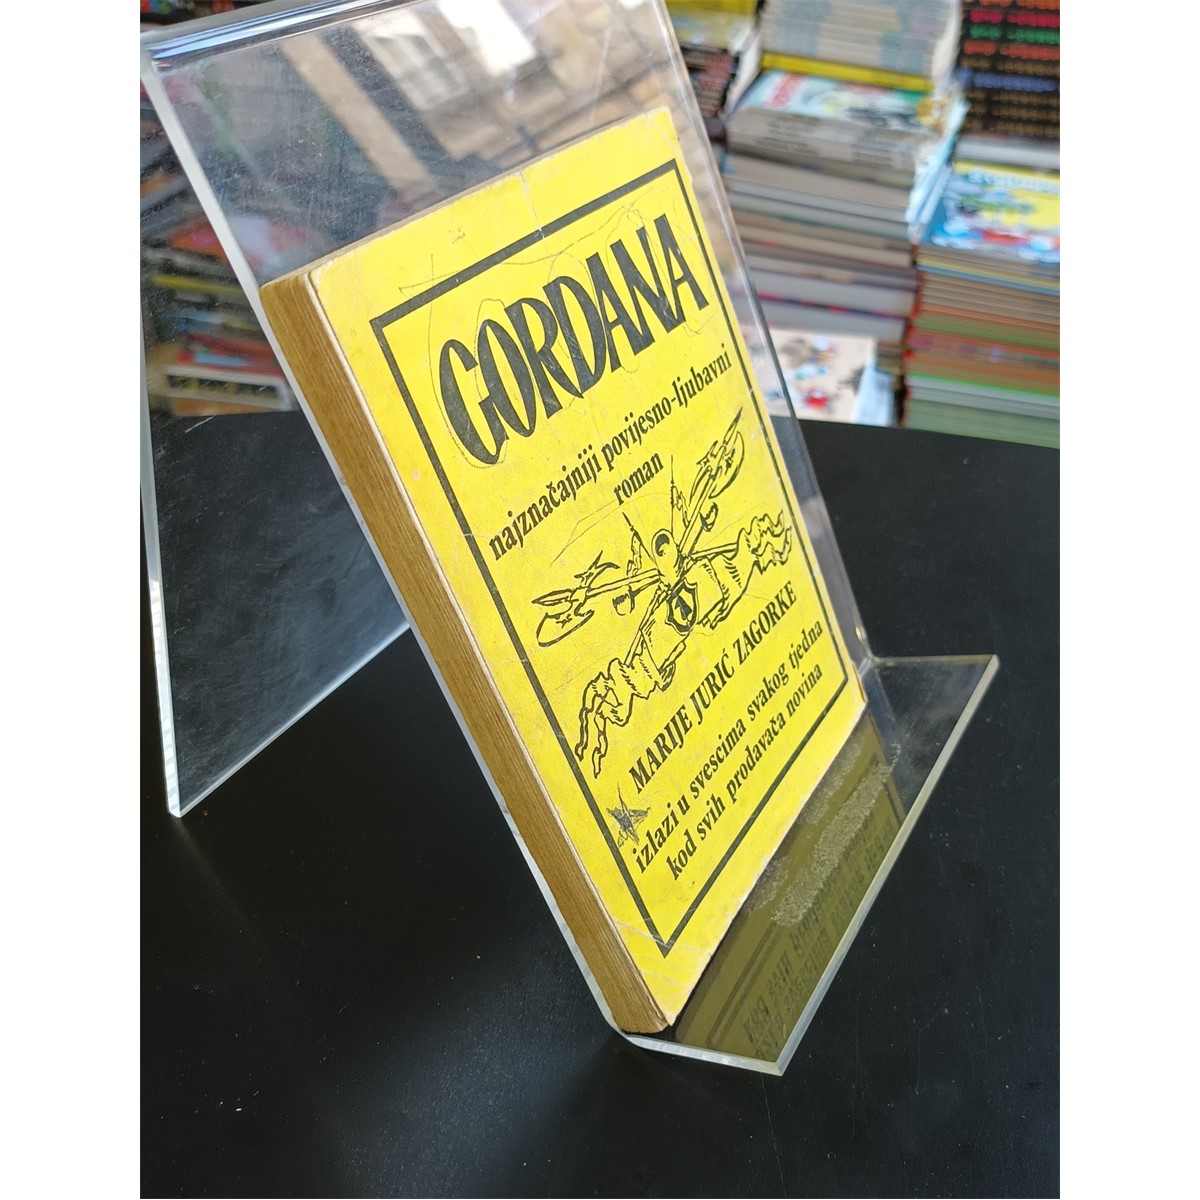 GORDANA
najznačajniji povijesno-ljubavni
roman
MARIJE JURIĆ ZAGORKE
izlazi u svescima svakog tjedna
kod svih prodavača novina